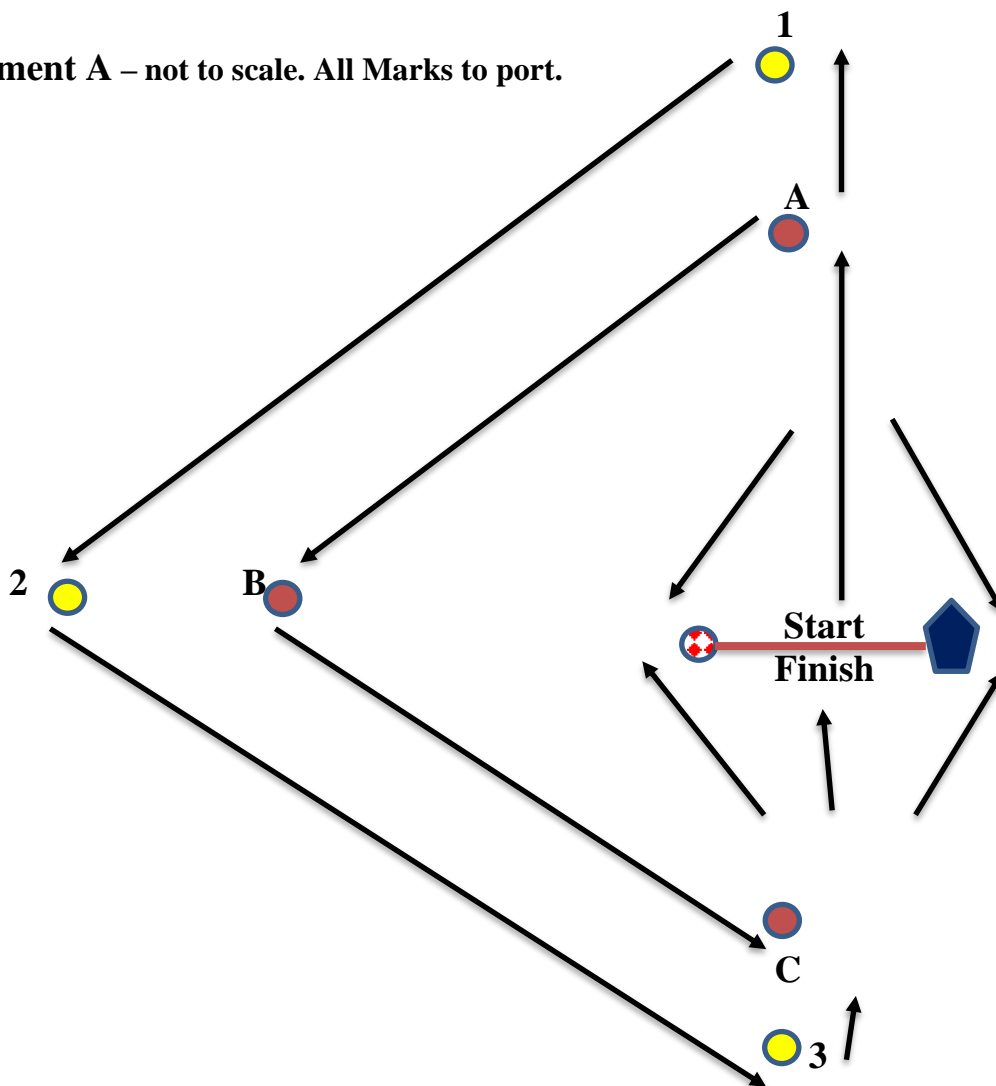 1
ment A – not to scale. All Marks to port.
A
2
B
Start
Finish
C
3